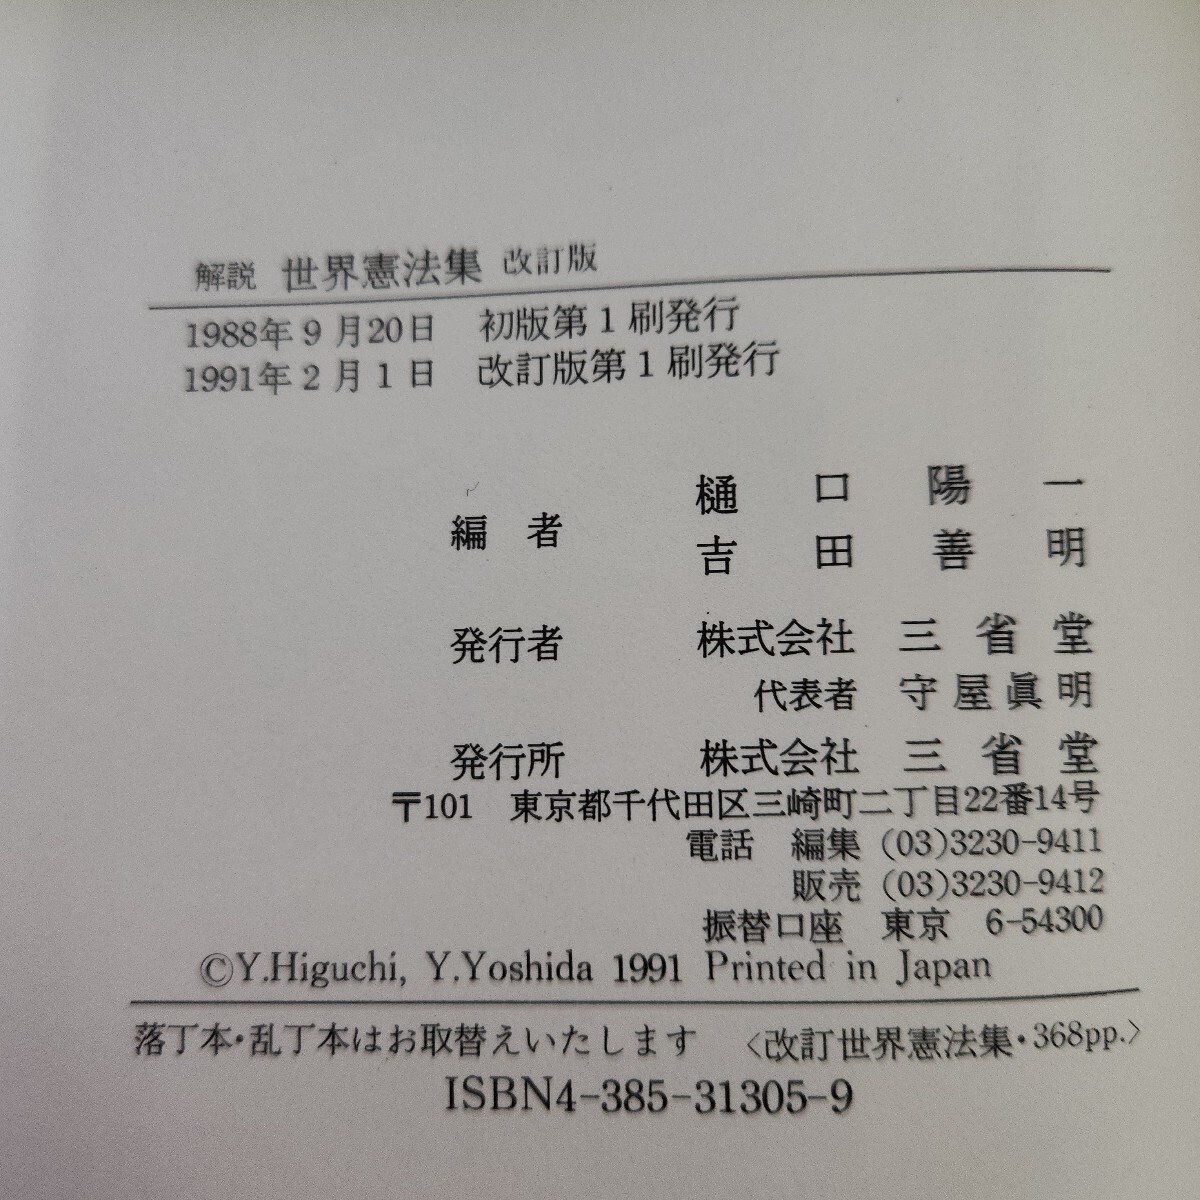 解説 世界憲法集 改訂版
1988年9月20日 初版第1刷発行
1991年2月1日 改訂版第1刷発行
編者 樋口陽一
吉田善明
発行者 株式会社 三省堂
代表者 守屋眞明
発行所 株式会社 三省堂
〒101 東京都千代田区三崎町二丁目22番14号
電話 編集 (03)3230-9411
販売 (03)3230-9412
振替口座 東京 6-54300
©Y.Higuchi, Y.Yoshida 1991 Printed in Japan
落丁本・乱丁本はお取替えいたします 〈改訂世界憲法集・368pp.〉
ISBN4-385-31305-9